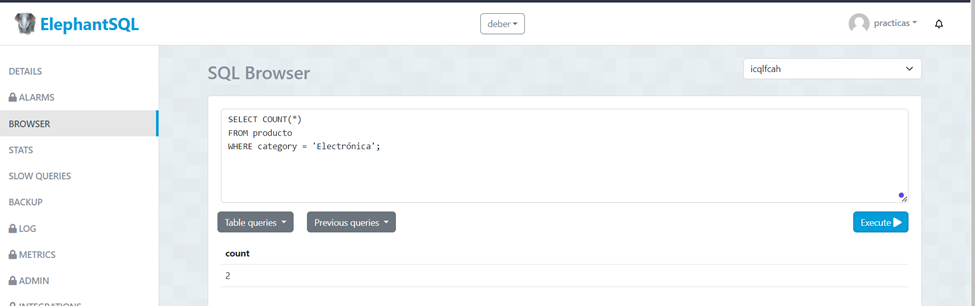 ElephantSQL
deber
practicas
DETAILS
ALARMS
BROWSER
STATS
SLOW QUERIES
BACKUP
LOG
METRICS
ADMIN
INTEGRATIONS
SQL Browser
icqlfcah
SELECT COUNT(*)
FROM producto
WHERE category = 'Electrónica';
Table queries
Previous queries
Execute
count
2